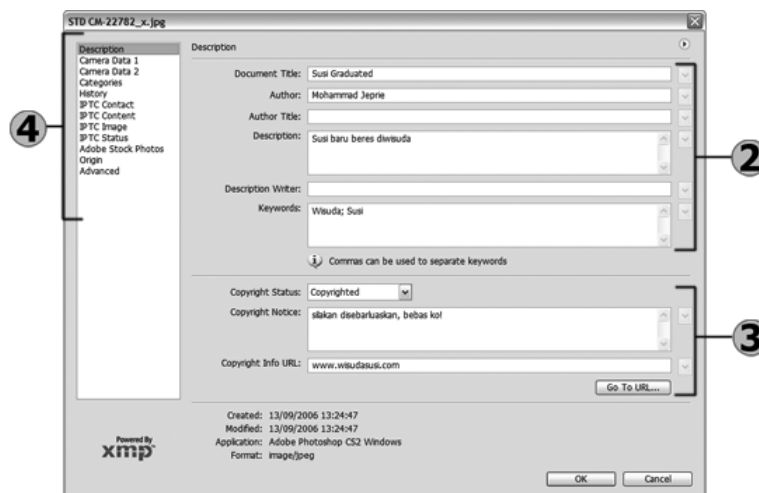 STD CM-22782_x.jpg
Description
Camera Data 1
Camera Data 2
Categories
History
IPTC Contact
IPTC Content
IPTC Image
IPTC Status
Adobe Stock Photos
Origin
Advanced
4
Description
Document Title: Susi Graduated
Author: Mohammad Jeprie
Author Title:
Description: Susi baru beres diwisuda
Description Writer:
Keywords: Wisuda; Susi
Commas can be used to separate keywords
2
Copyright Status: Copyrighted
Copyright Notice: silakan disebarluaskan, bebas ko!
Copyright Info URL: www.wisudasusi.com
Go To URL...
3
Created: 13/09/2006 13:24:47
Modified: 13/09/2006 13:24:47
Application: Adobe Photoshop CS2 Windows
Format: image/jpeg
Powered By
xmp
OK Cancel